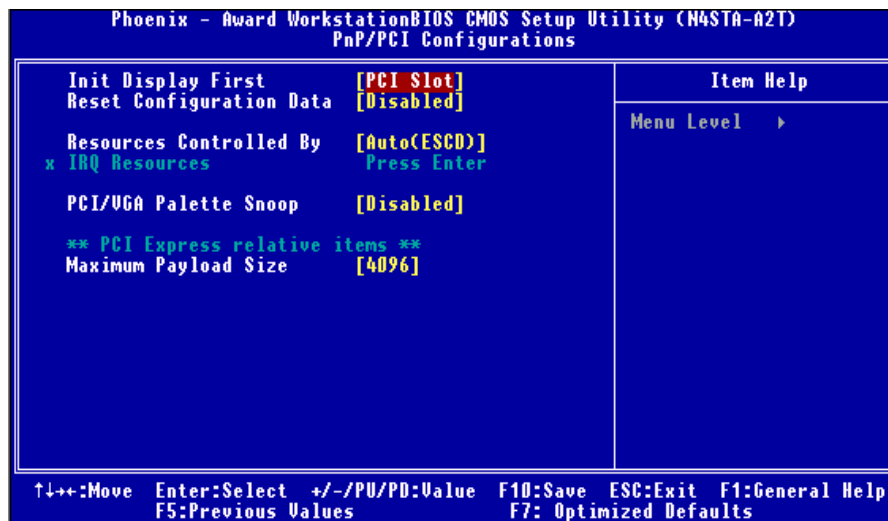 Phoenix - Award WorkstationBIOS CMOS Setup Utility (N4STA-A2T)
PnP/PCI Configurations
Init Display First [PCI Slot]
Reset Configuration Data [Disabled]
Resources Controlled By [Auto(ESCD)]
x IRQ Resources Press Enter
PCI/VGA Palette Snoop [Disabled]
** PCI Express relative items **
Maximum Payload Size [4096]
Item Help
Menu Level ▸
↑↓→←:Move Enter:Select +/-/PU/PD:Value F10:Save ESC:Exit F1:General Help
F5:Previous Values F7: Optimized Defaults